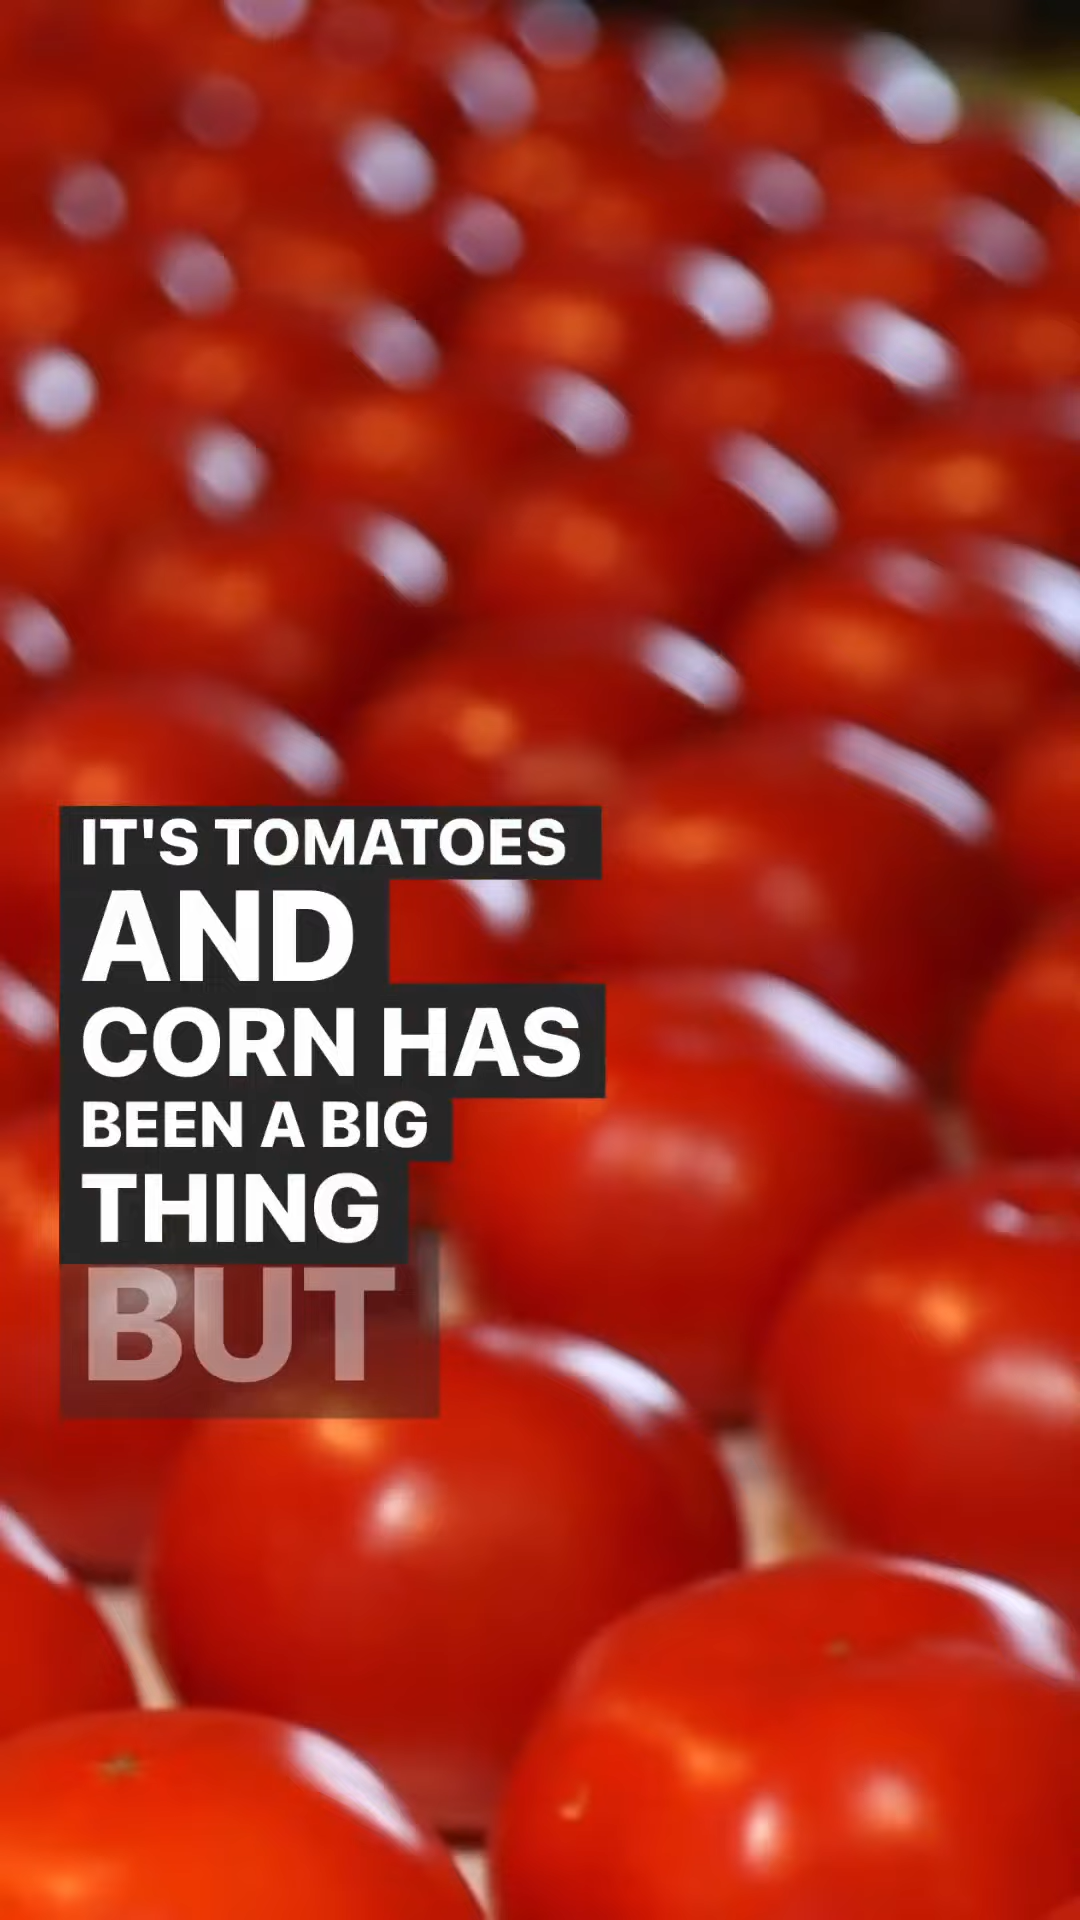 IT'S TOMATOES
AND
CORN HAS
BEEN A BIG
THING
BUT